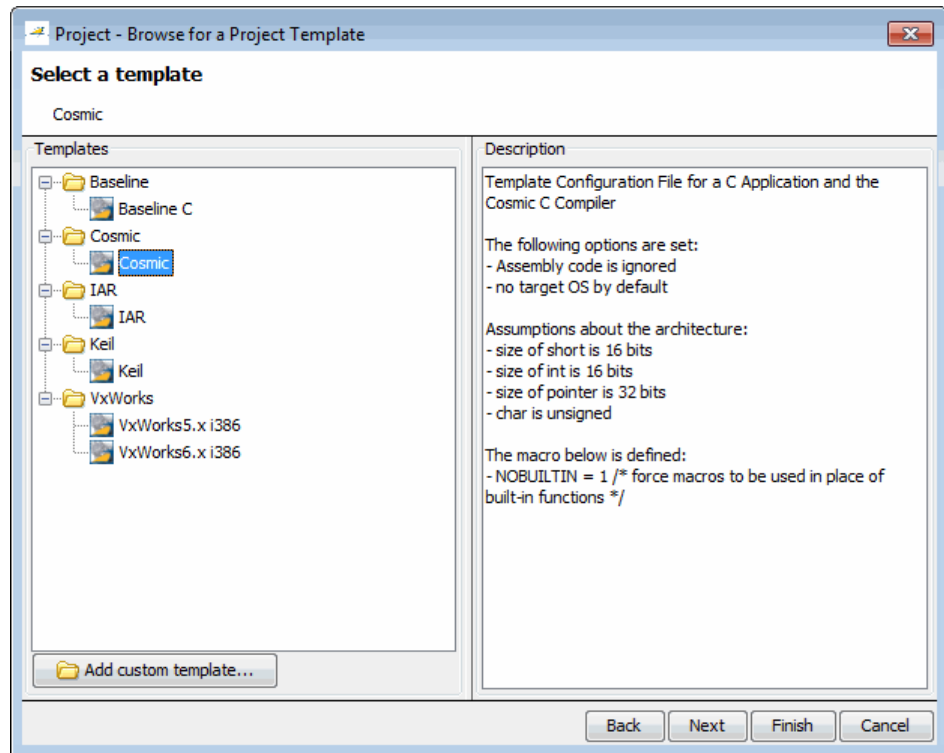 Project - Browse for a Project Template
Select a template
Cosmic
Templates
Baseline
Baseline C
Cosmic
Cosmic
IAR
IAR
Keil
Keil
VxWorks
VxWorks5.x i386
VxWorks6.x i386
Add custom template...
Description
Template Configuration File for a C Application and the
Cosmic C Compiler
The following options are set:
- Assembly code is ignored
- no target OS by default
Assumptions about the architecture:
- size of short is 16 bits
- size of int is 16 bits
- size of pointer is 32 bits
- char is unsigned
The macro below is defined:
- NOBUILTIN = 1 /* force macros to be used in place of
built-in functions */
Back Next Finish Cancel